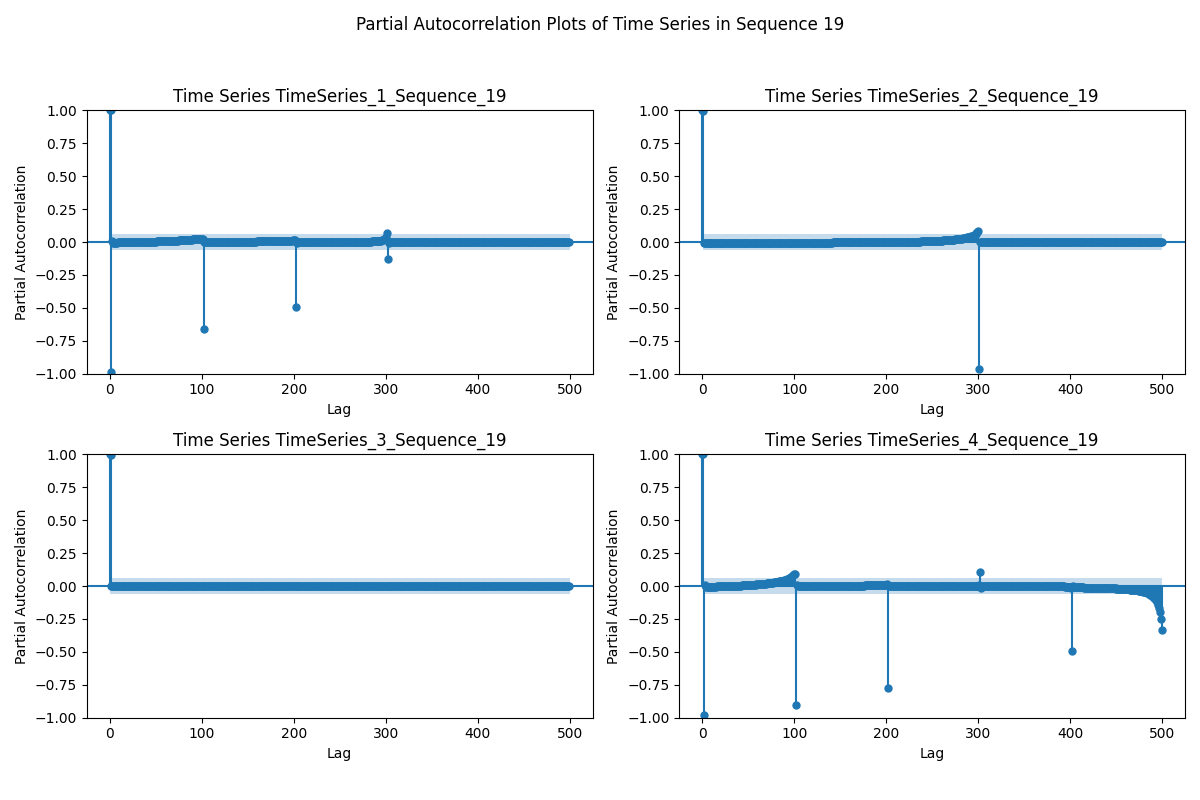 Partial Autocorrelation Plots of Time Series in Sequence 19
Time Series TimeSeries_1_Sequence_19
1.00
0.75
0.50
0.25
0.00
−0.25
−0.50
−0.75
−1.00
Partial Autocorrelation
0 100 200 300 400 500
Lag
Time Series TimeSeries_2_Sequence_19
1.00
0.75
0.50
0.25
0.00
−0.25
−0.50
−0.75
−1.00
Partial Autocorrelation
0 100 200 300 400 500
Lag
Time Series TimeSeries_3_Sequence_19
1.00
0.75
0.50
0.25
0.00
−0.25
−0.50
−0.75
−1.00
Partial Autocorrelation
0 100 200 300 400 500
Lag
Time Series TimeSeries_4_Sequence_19
1.00
0.75
0.50
0.25
0.00
−0.25
−0.50
−0.75
−1.00
Partial Autocorrelation
0 100 200 300 400 500
Lag